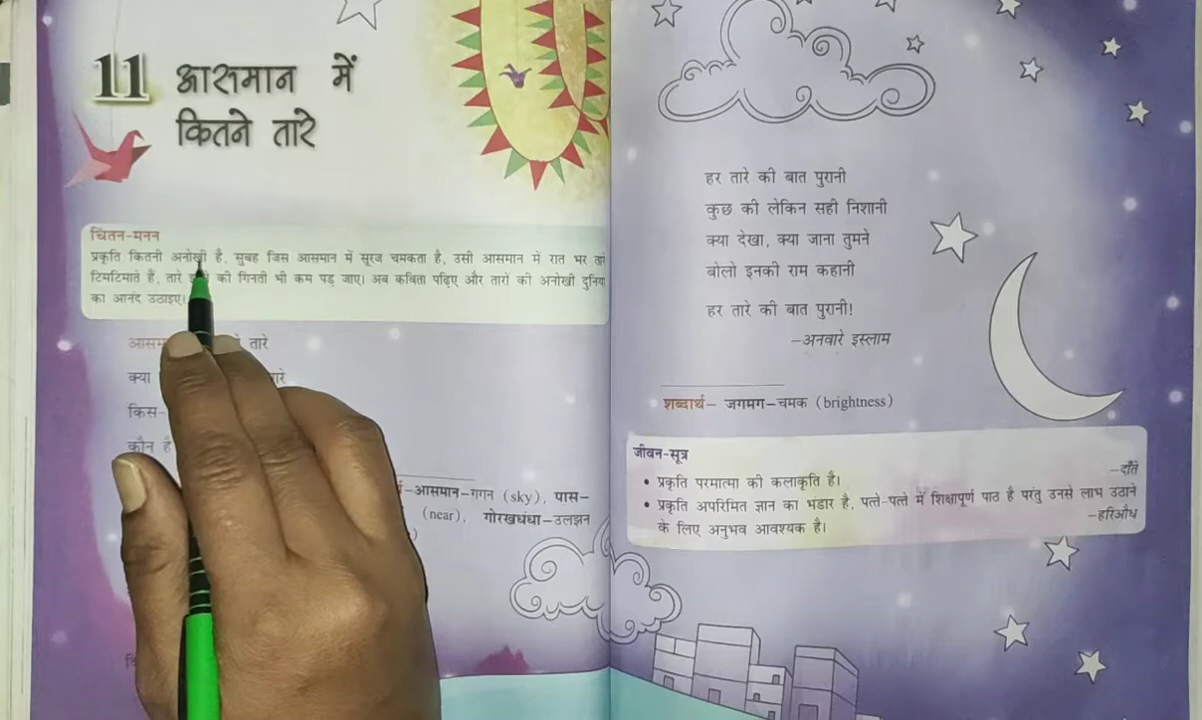 11 आसमान में
कितने तारे
चिंतन-मनन
प्रकृति कितनी अनोखी है, सुबह जिस आसमान में सूरज चमकता है, उसी आसमान में रात भर तारे
टिमटिमाते हैं, तारे की गिनती भी कम पड़ जाए। अब कविता पढ़िए और तारों की अनोखी दुनिया
का आनंद उठाइए।
तारे
क्या
किस-
कौन है
-आसमान-गगन (sky), पास-
(near), गोरखधंधा-उलझन
हर तारे की बात पुरानी
कुछ की लेकिन सही निशानी
क्या देखा, क्या जाना तुमने
बोलो इनकी राम कहानी
हर तारे की बात पुरानी!
-अनवारे इस्लाम
शब्दार्थ- जगमग-चमक (brightness)
जीवन-सूत्र
• प्रकृति परमात्मा की कलाकृति है।
-दाँते
• प्रकृति अपरिमित ज्ञान का भंडार है, पत्ते-पत्ते में शिक्षापूर्ण पाठ है परंतु उनसे लाभ उठाने
के लिए अनुभव आवश्यक है।
-हरिऔध